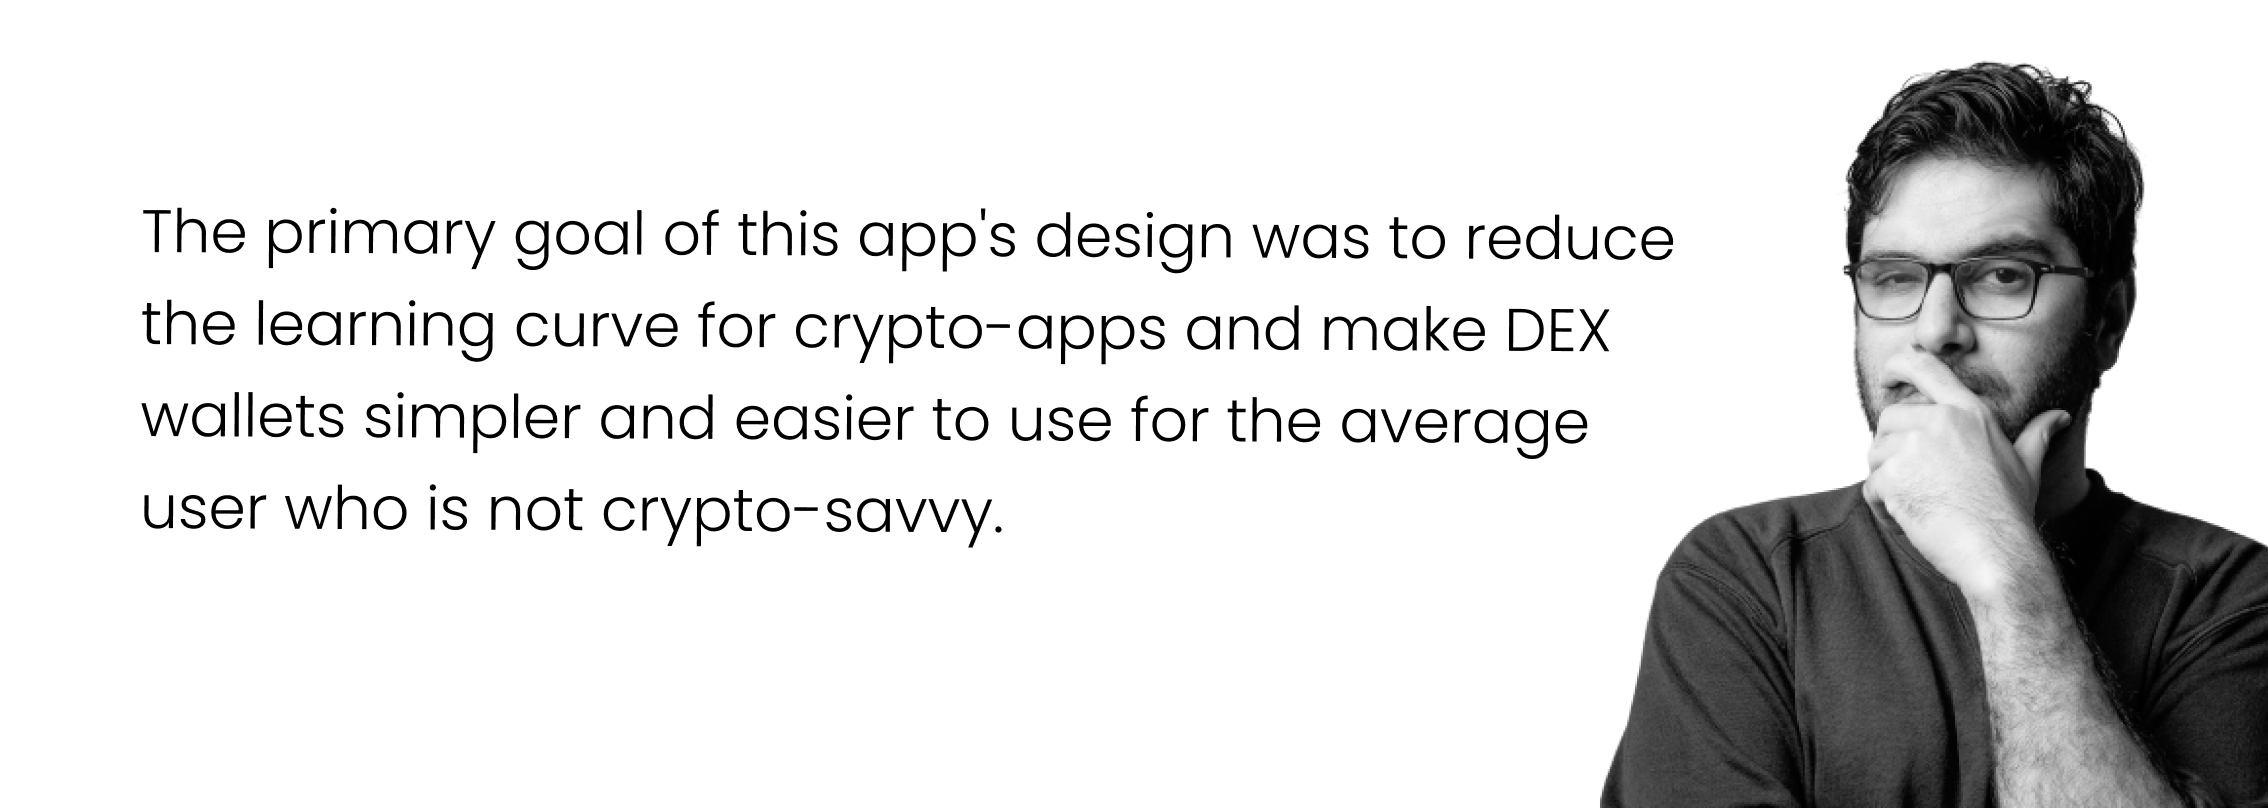 The primary goal of this app's design was to reduce
the learning curve for crypto-apps and make DEX
wallets simpler and easier to use for the average
user who is not crypto-savvy.